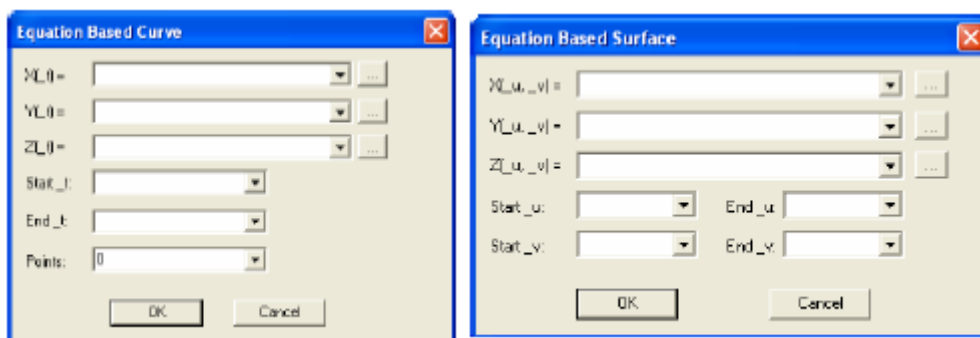 Equation Based Curve
X(_t) =
...
Y(_t) =
...
Z(_t) =
...
Start _t:
End _t:
Points: 0
OK Cancel
Equation Based Surface
X(_u, _v) =
...
Y(_u, _v) =
...
Z(_u, _v) =
...
Start _u: End _u:
Start _v: End _v:
OK Cancel